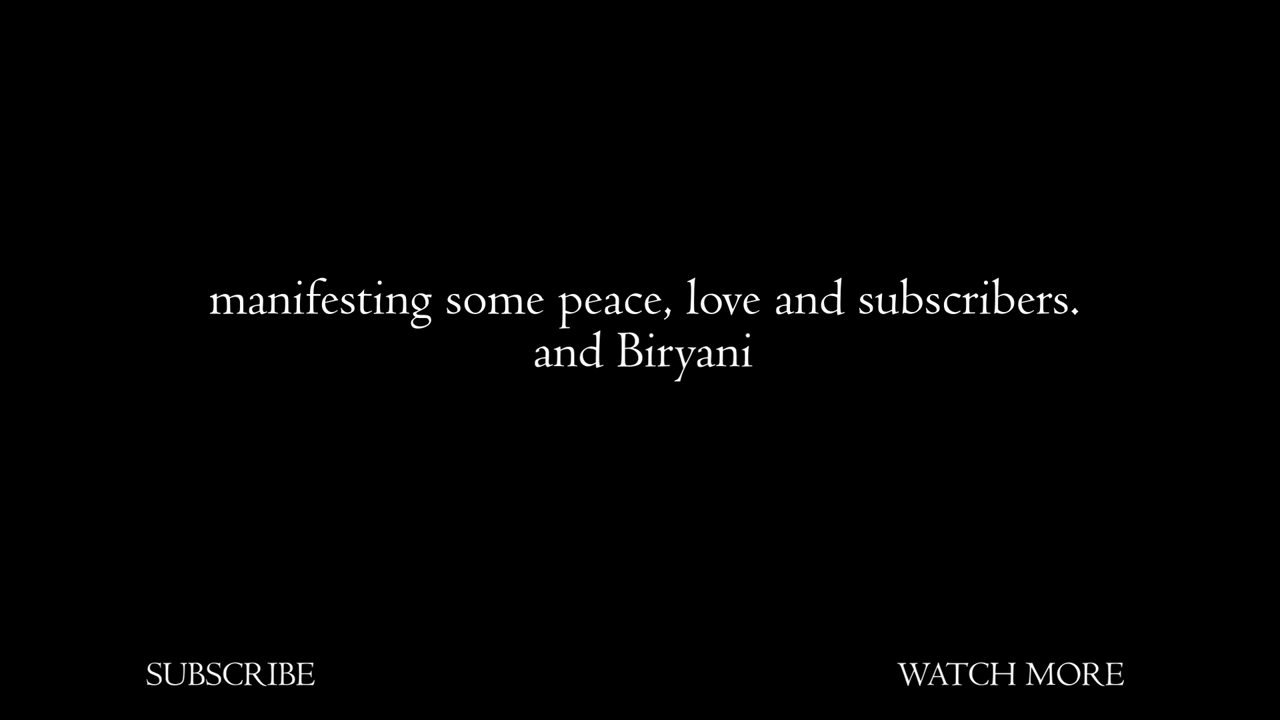 manifesting some peace, love and subscribers.
and Biryani
SUBSCRIBE
WATCH MORE